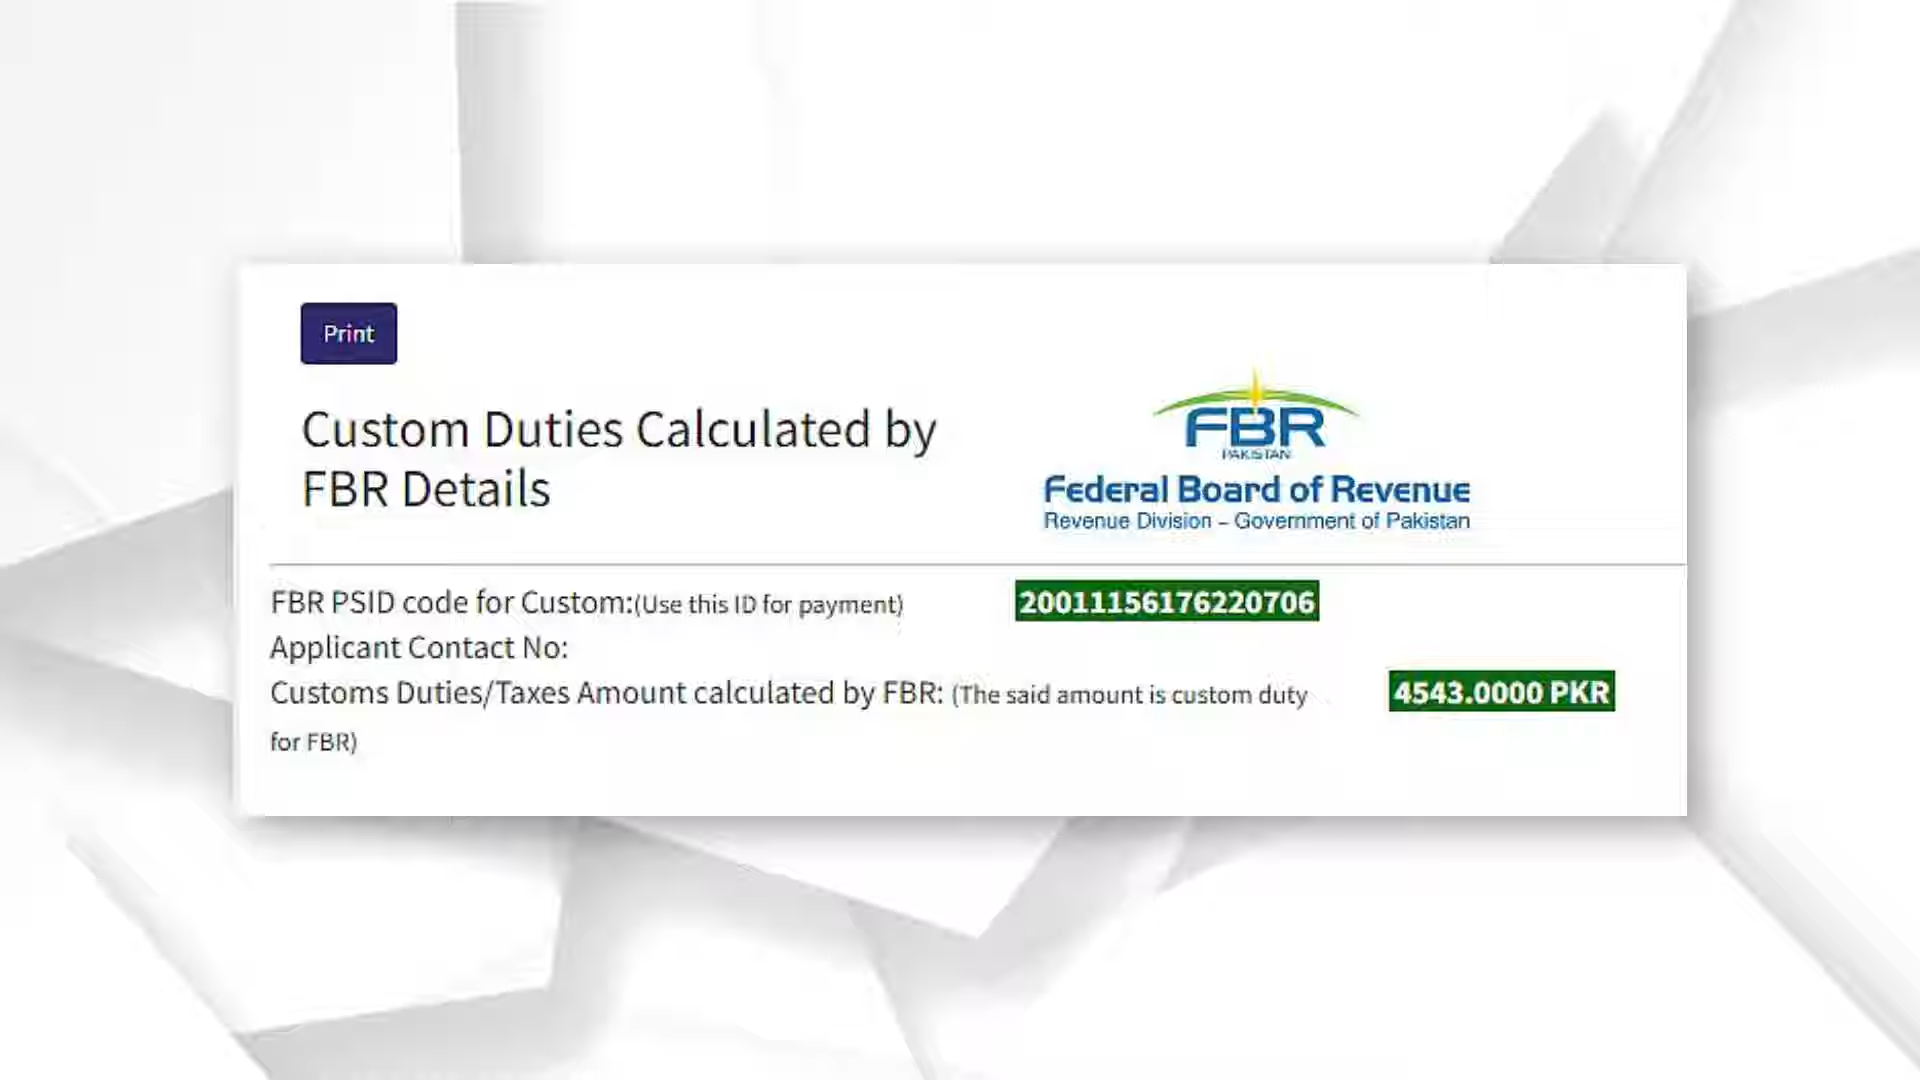 Print
Custom Duties Calculated by
FBR Details
FBR
PAKISTAN
Federal Board of Revenue
Revenue Division – Government of Pakistan
FBR PSID code for Custom:(Use this ID for payment) 20011156176220706
Applicant Contact No:
Customs Duties/Taxes Amount calculated by FBR: (The said amount is custom duty 4543.0000 PKR
for FBR)